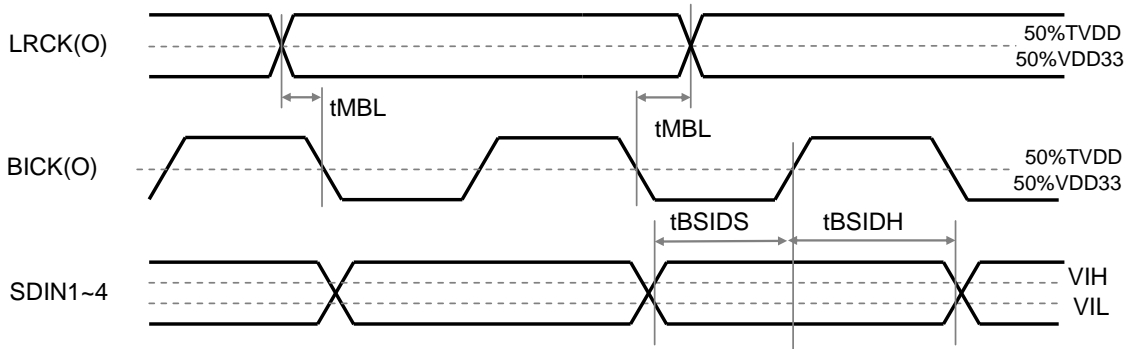 LRCK(O)
50%TVDD
50%VDD33
tMBL
tMBL
BICK(O)
50%TVDD
50%VDD33
tBSIDS
tBSIDH
SDIN1~4
VIH
VIL